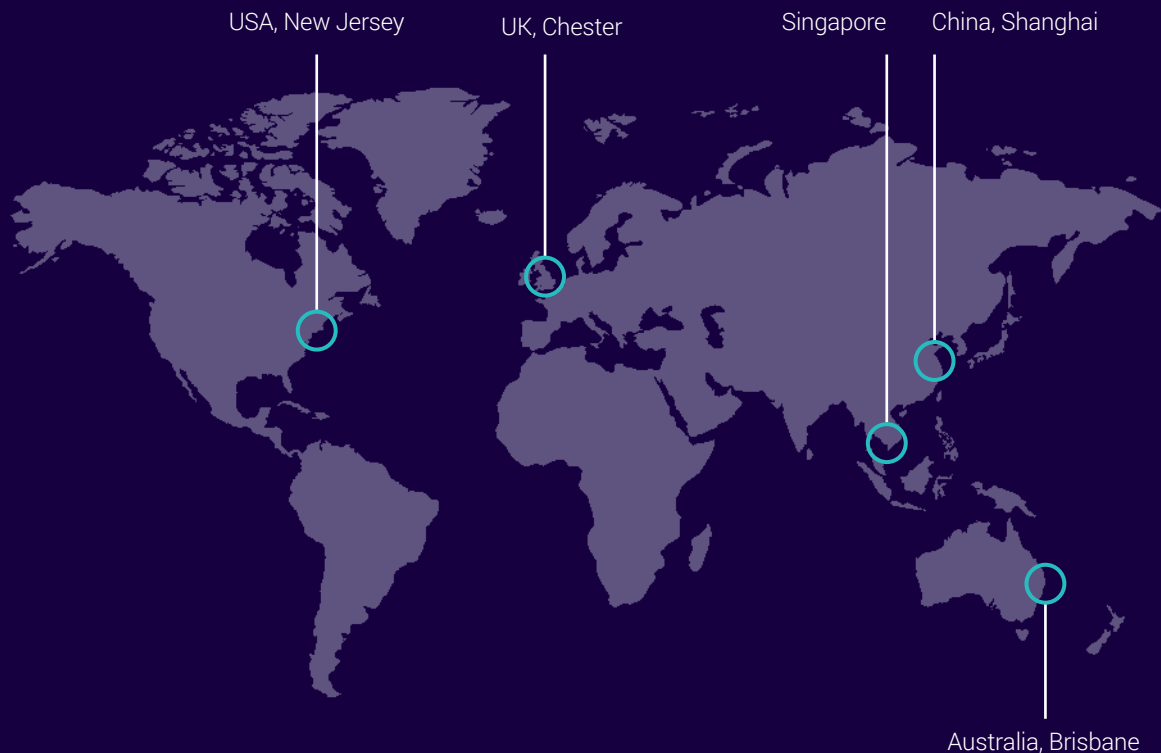 USA, New Jersey
UK, Chester
Singapore
China, Shanghai
Australia, Brisbane